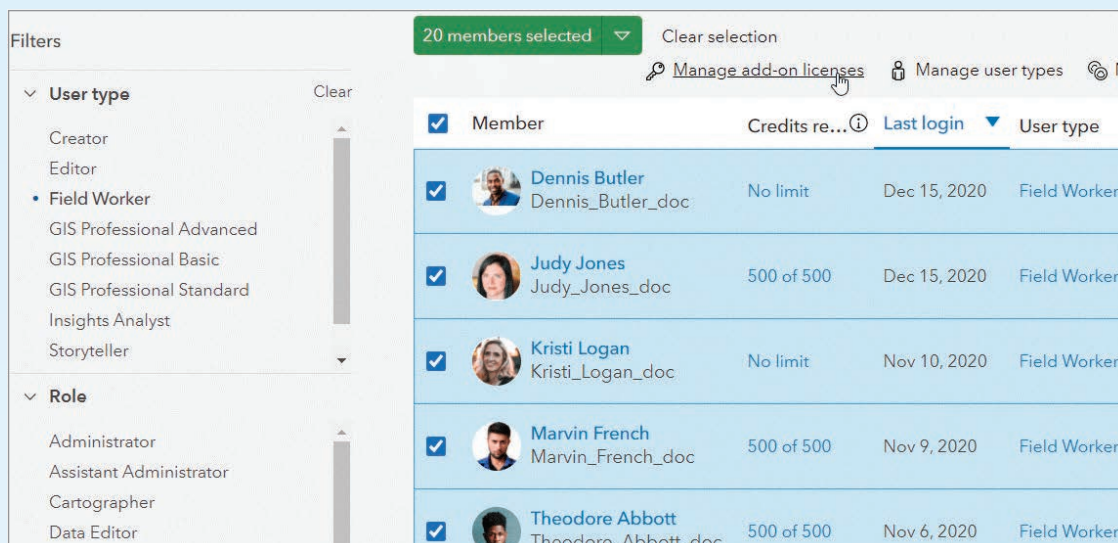 Filters
User type
Clear
Creator
Editor
Field Worker
GIS Professional Advanced
GIS Professional Basic
GIS Professional Standard
Insights Analyst
Storyteller
Role
Administrator
Assistant Administrator
Cartographer
Data Editor
20 members selected
Clear selection
Manage add-on licenses
Manage user types
Member
Credits re...
Last login
User type
Dennis Butler
Dennis_Butler_doc
No limit
Dec 15, 2020
Field Worker
Judy Jones
Judy_Jones_doc
500 of 500
Dec 15, 2020
Field Worker
Kristi Logan
Kristi_Logan_doc
No limit
Nov 10, 2020
Field Worker
Marvin French
Marvin_French_doc
500 of 500
Nov 9, 2020
Field Worker
Theodore Abbott
Theodore_Abbott_doc
500 of 500
Nov 6, 2020
Field Worker